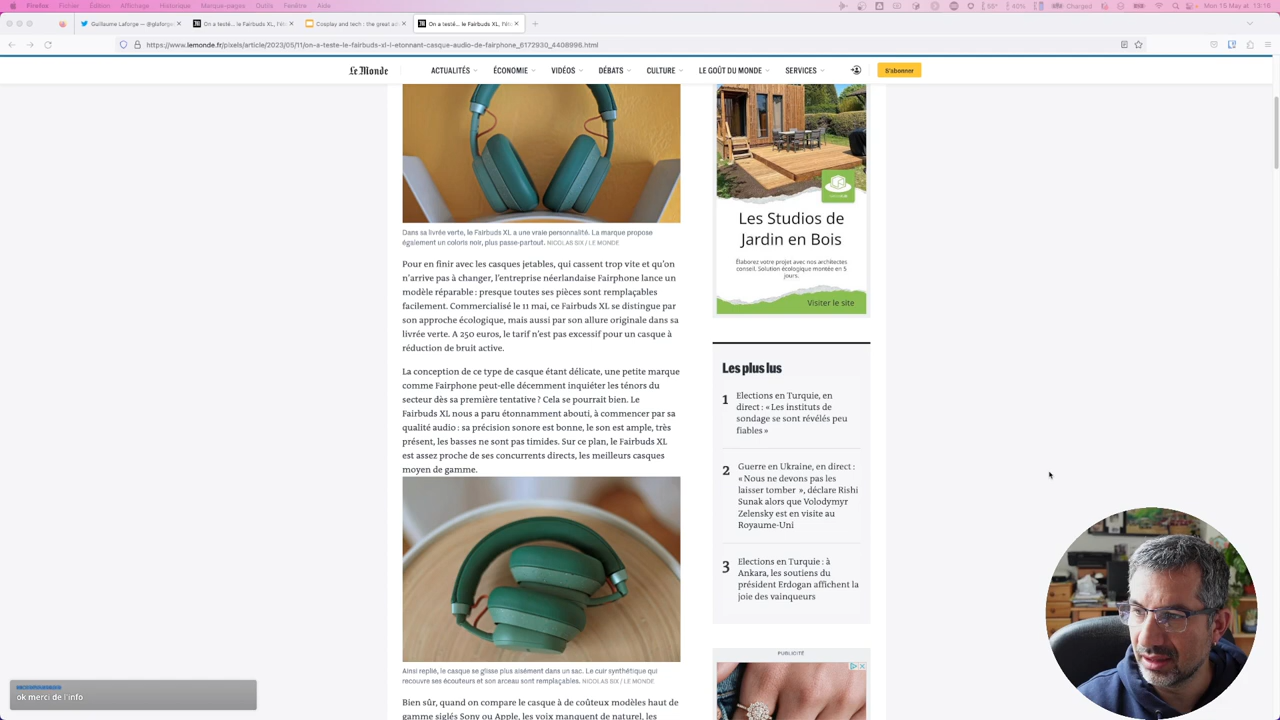 Firefox Fichier Édition Affichage Historique Marque-pages Outils Fenêtre Aide
55° 40% Charged Mon 15 May at 13:16
Guillaume Laforge — @glaforge
On a testé… le Fairbuds XL, l'éto
Cosplay and tech : the great a
On a testé… le Fairbuds XL, l'ét
https://www.lemonde.fr/pixels/article/2023/05/11/on-a-teste-le-fairbuds-xl-l-etonnant-casque-audio-de-fairphone_6172930_4408996.html
Le Monde
ACTUALITÉS ÉCONOMIE VIDÉOS DÉBATS CULTURE LE GOÛT DU MONDE SERVICES
S'abonner
Dans sa livrée verte, le Fairbuds XL a une vraie personnalité. La marque propose
également un coloris noir, plus passe-partout. NICOLAS SIX / LE MONDE
Pour en finir avec les casques jetables, qui cassent trop vite et qu'on
n'arrive pas à changer, l'entreprise néerlandaise Fairphone lance un
modèle réparable : presque toutes ses pièces sont remplaçables
facilement. Commercialisé le 11 mai, ce Fairbuds XL se distingue par
son approche écologique, mais aussi par son allure originale dans sa
livrée verte. A 250 euros, le tarif n'est pas excessif pour un casque à
réduction de bruit active.
La conception de ce type de casque étant délicate, une petite marque
comme Fairphone peut-elle décemment inquiéter les ténors du
secteur dès sa première tentative ? Cela se pourrait bien. Le
Fairbuds XL nous a paru étonnamment abouti, à commencer par sa
qualité audio : sa précision sonore est bonne, le son est ample, très
présent, les basses ne sont pas timides. Sur ce plan, le Fairbuds XL
est assez proche de ses concurrents directs, les meilleurs casques
moyen de gamme.
Ainsi replié, le casque se glisse plus aisément dans un sac. Le cuir synthétique qui
recouvre ses écouteurs et son arceau sont remplaçables. NICOLAS SIX / LE MONDE
Bien sûr, quand on compare le casque à de coûteux modèles haut de
gamme siglés Sony ou Apple, les voix manquent de naturel, les
Les Studios de
Jardin en Bois
Élaborez votre projet avec nos architectes
conseil. Solution écologique montée en 5
jours.
Visiter le site
Les plus lus
1 Elections en Turquie, en
direct : « Les instituts de
sondage se sont révélés peu
fiables »
2 Guerre en Ukraine, en direct :
« Nous ne devons pas les
laisser tomber », déclare Rishi
Sunak alors que Volodymyr
Zelensky est en visite au
Royaume-Uni
3 Elections en Turquie : à
Ankara, les soutiens du
président Erdogan affichent la
joie des vainqueurs
PUBLICITÉ
ok merci de l'info